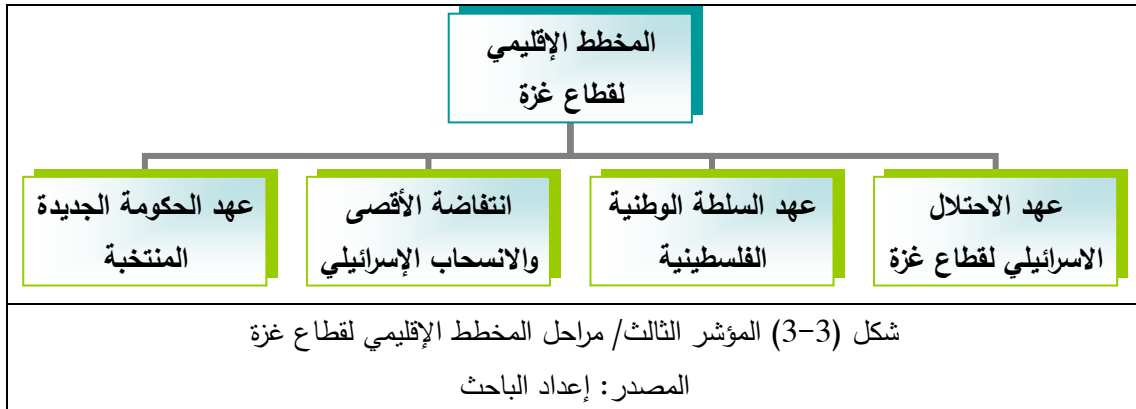 المخطط الإقليمي
لقطاع غزة
عهد الاحتلال
الاسرائيلي لقطاع غزة
عهد السلطة الوطنية
الفلسطينية
انتفاضة الأقصى
والانسحاب الإسرائيلي
عهد الحكومة الجديدة
المنتخبة
شكل (3-3) المؤشر الثالث/ مراحل المخطط الإقليمي لقطاع غزة
المصدر: إعداد الباحث